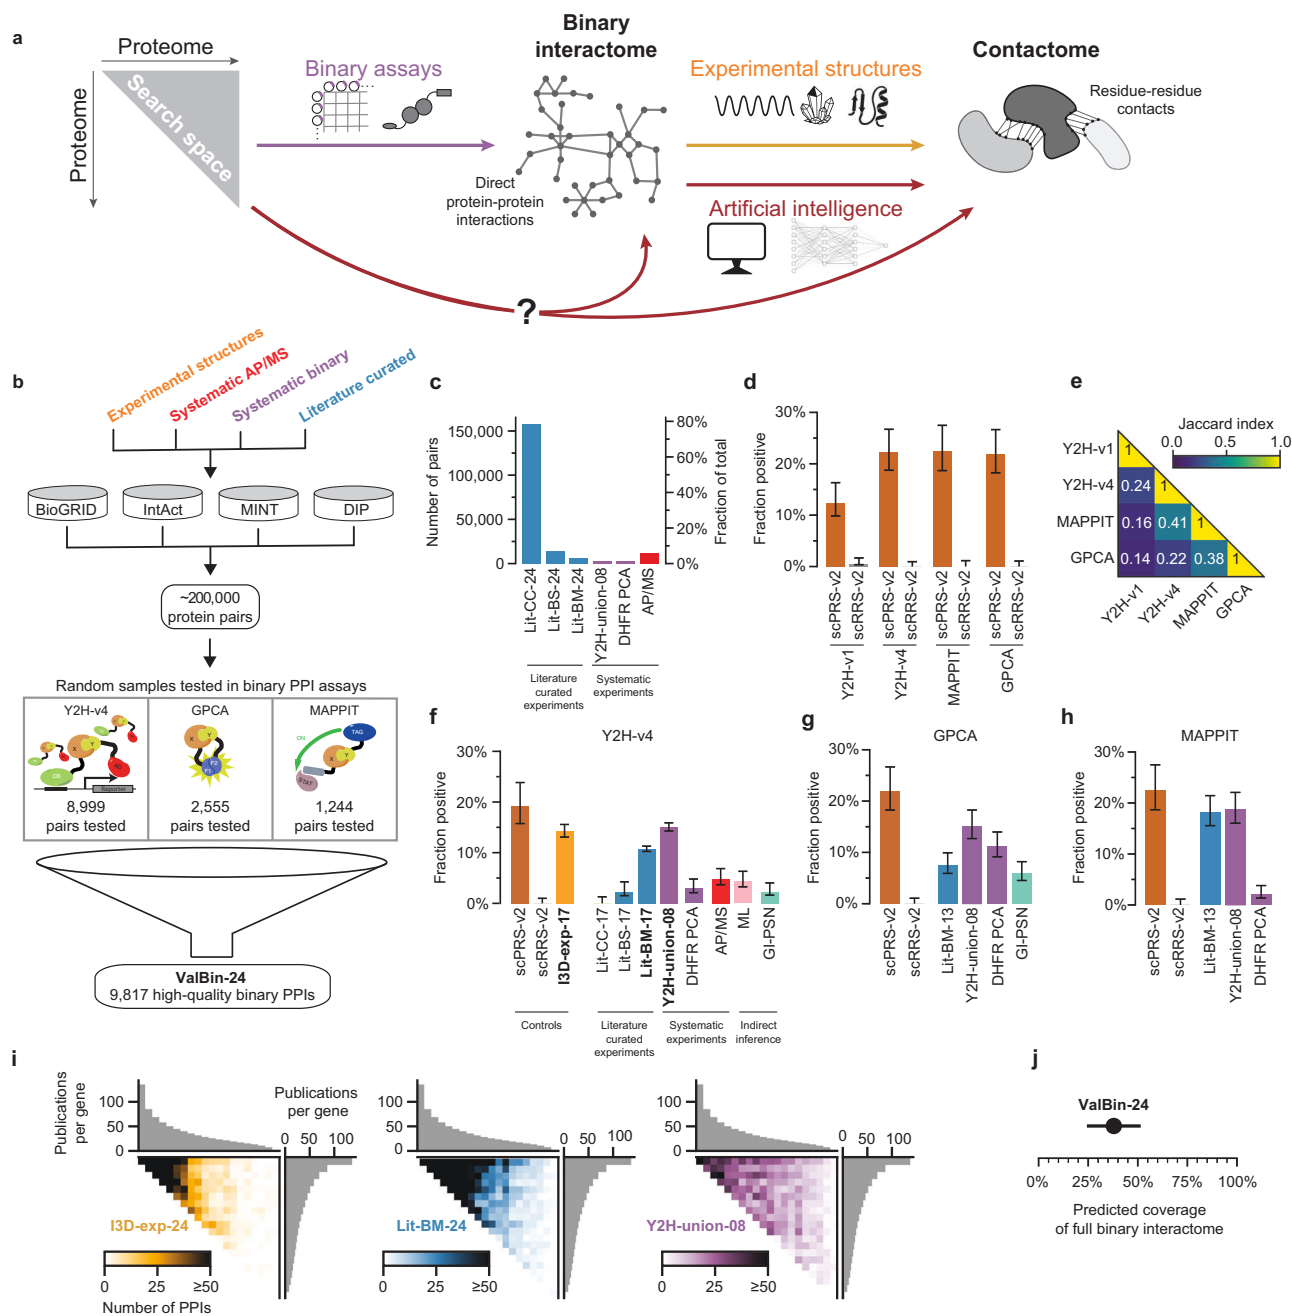 a
Proteome
Proteome
Search space
Binary assays
Binary
interactome
Direct
protein-protein
interactions
Experimental structures
Artificial intelligence
Contactome
Residue-residue
contacts
?
b
Experimental structures
Systematic AP/MS
Systematic binary
Literature curated
BioGRID
IntAct
MINT
DIP
~200,000
protein pairs
Random samples tested in binary PPI assays
Y2H-v4
GPCA
MAPPIT
X
Y
DB
AD
Reporter
X
Y
F1
F2
ON
TAG
X
Y
STAT
8,999
pairs tested
2,555
pairs tested
1,244
pairs tested
ValBin-24
9,817 high-quality binary PPIs
c
Number of pairs
150,000
100,000
50,000
0
Fraction of total
80%
60%
40%
20%
0%
Lit-CC-24
Lit-BS-24
Lit-BM-24
Y2H-union-08
DHFR PCA
AP/MS
Literature
curated
experiments
Systematic
experiments
d
Fraction positive
30%
20%
10%
0%
scPRS-v2
scRRS-v2
scPRS-v2
scRRS-v2
scPRS-v2
scRRS-v2
scPRS-v2
scRRS-v2
Y2H-v1
Y2H-v4
MAPPIT
GPCA
e
Jaccard index
0.0 0.5 1.0
Y2H-v1 1
Y2H-v4 0.24 1
MAPPIT 0.16 0.41 1
GPCA 0.14 0.22 0.38 1
Y2H-v1
Y2H-v4
MAPPIT
GPCA
f
Y2H-v4
Fraction positive
30%
20%
10%
0%
scPRS-v2
scRRS-v2
I3D-exp-17
Lit-CC-17
Lit-BS-17
Lit-BM-17
Y2H-union-08
DHFR PCA
AP/MS
ML
GI-PSN
Controls
Literature
curated
experiments
Systematic
experiments
Indirect
inference
g
GPCA
Fraction positive
30%
20%
10%
0%
scPRS-v2
scRRS-v2
Lit-BM-13
Y2H-union-08
DHFR PCA
GI-PSN
h
MAPPIT
Fraction positive
30%
20%
10%
0%
scPRS-v2
scRRS-v2
Lit-BM-13
Y2H-union-08
DHFR PCA
i
Publications
per gene
100
50
0
Publications
per gene
0 50 100
I3D-exp-24
0 25 ≥50
Number of PPIs
100
50
0
0 50 100
Lit-BM-24
0 25 ≥50
100
50
0
0 50 100
Y2H-union-08
0 25 ≥50
j
ValBin-24
0% 25% 50% 75% 100%
Predicted coverage
of full binary interactome